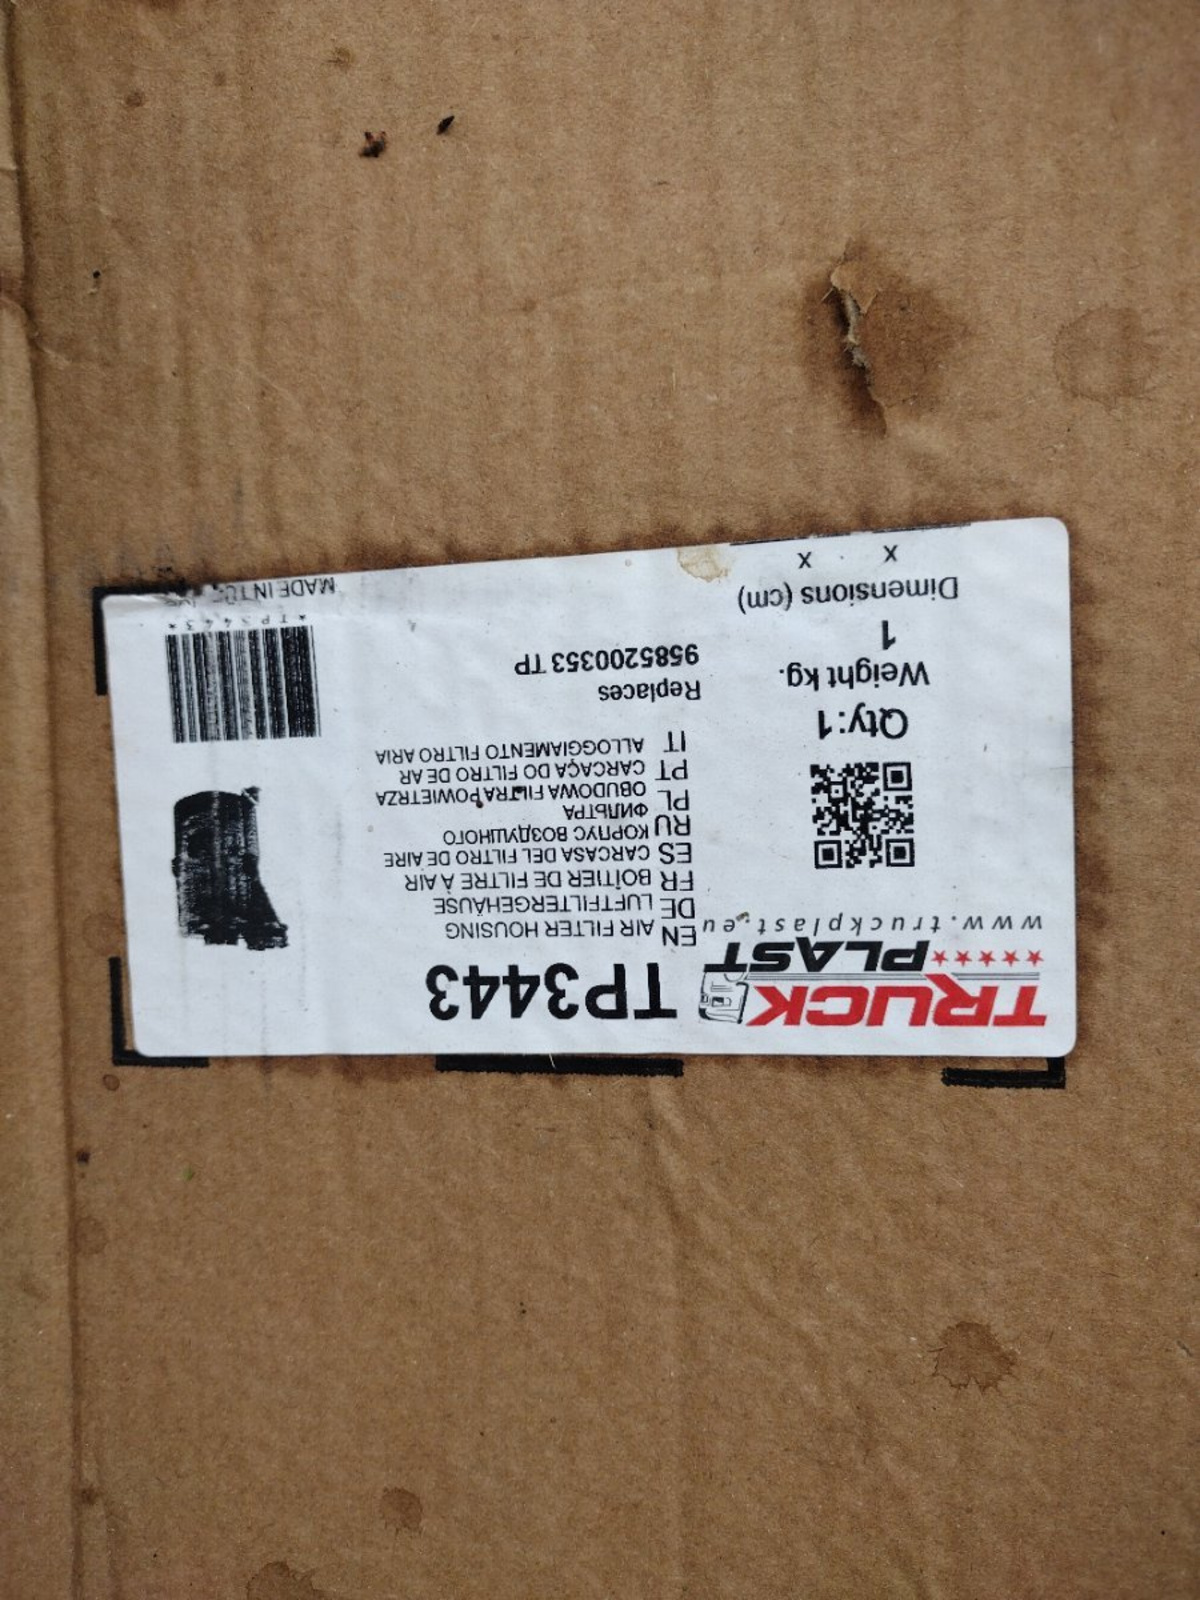 TRUCK
PLAST
www.truckplast.eu
TP3443
EN AIR FILTER HOUSING
DE LUFTFILTERGEHÄUSE
FR BOÎTIER DE FILTRE À AIR
ES CARCASA DEL FILTRO DE AIRE
RU КОРПУС ВОЗДУШНОГО
ФИЛЬТРА
PL OBUDOWA FILTRA POWIETRZA
PT CARCAÇA DO FILTRO DE AR
IT ALLOGGIAMENTO FILTRO ARIA
Replaces
9585200353 TP
Qty:1
Weight kg.
1
Dimensions (cm)
x x
*TP3443*
MADE IN